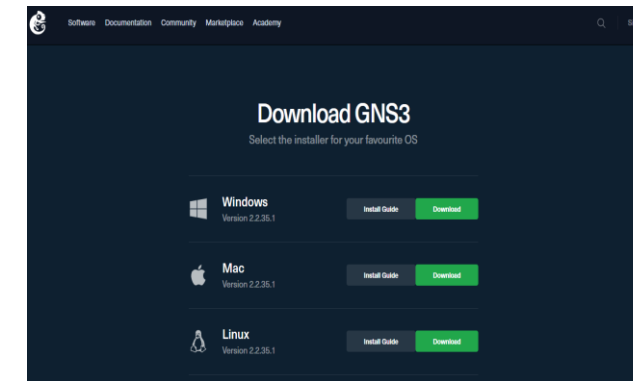 Software Documentation Community Marketplace Academy
Download GNS3
Select the installer for your favourite OS
Windows
Version 2.2.35.1
Install Guide Download
Mac
Version 2.2.35.1
Install Guide Download
Linux
Version 2.2.35.1
Install Guide Download